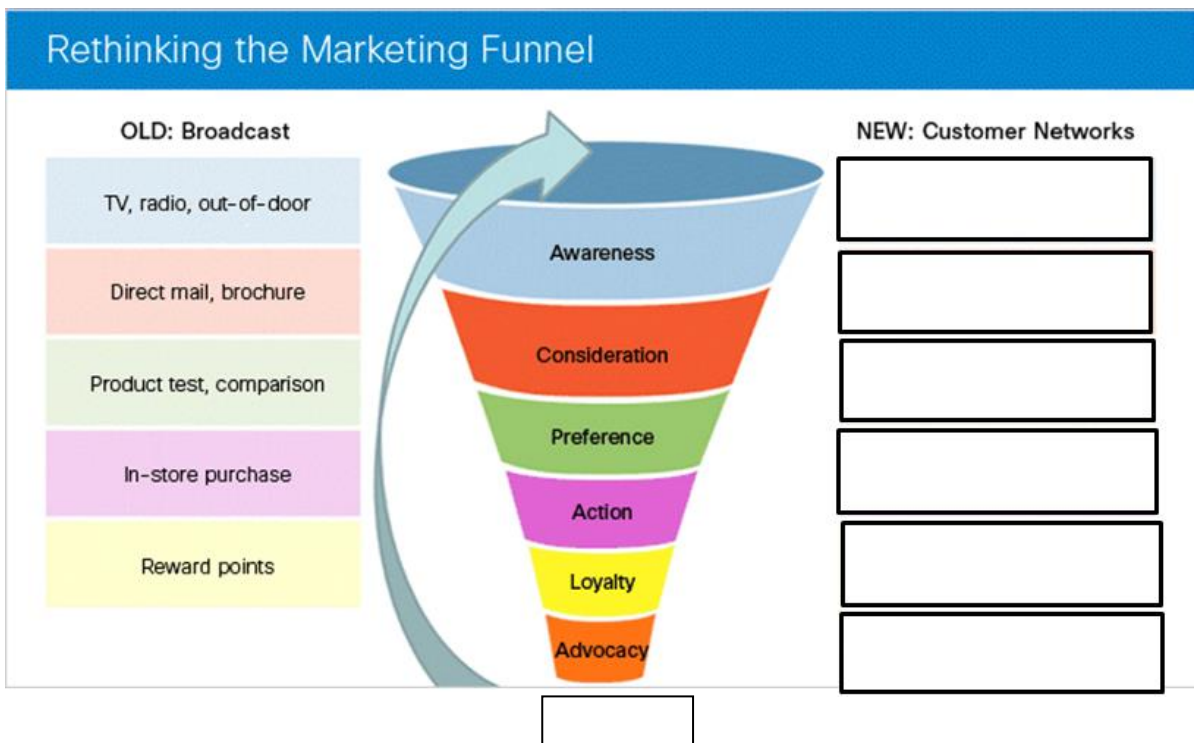 Rethinking the Marketing Funnel
OLD: Broadcast
TV, radio, out-of-door
Direct mail, brochure
Product test, comparison
In-store purchase
Reward points
Awareness
Consideration
Preference
Action
Loyalty
Advocacy
NEW: Customer Networks